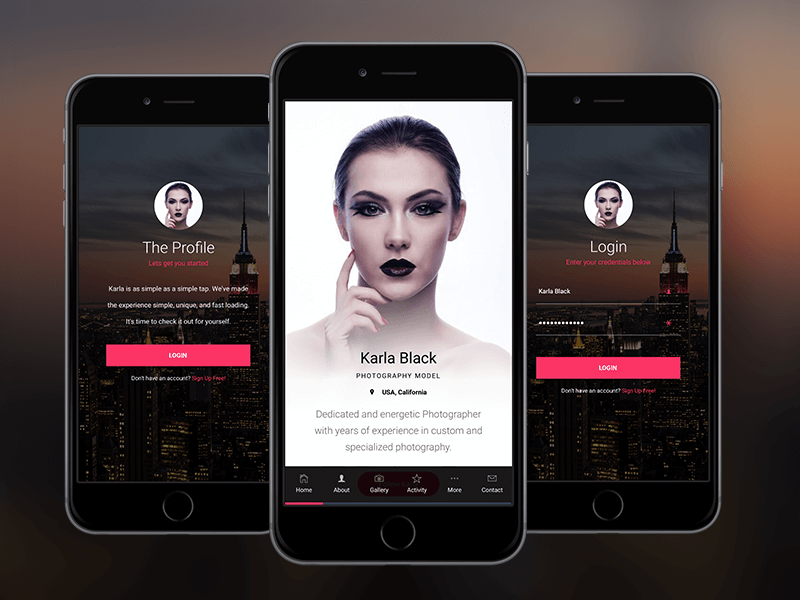 The Profile
Lets get you started
Karla is as simple as a simple tap. We've made
the experience simple, unique, and fast loading.
It's time to check it out for yourself.
LOGIN
Don't have an account? Sign Up Free!
Karla Black
PHOTOGRAPHY MODEL
USA, California
Dedicated and energetic Photographer
with years of experience in custom and
specialized photography.
Home About Gallery Activity More Contact
Login
Enter your credentials below
Karla Black
LOGIN
Don't have an account? Sign Up Free!